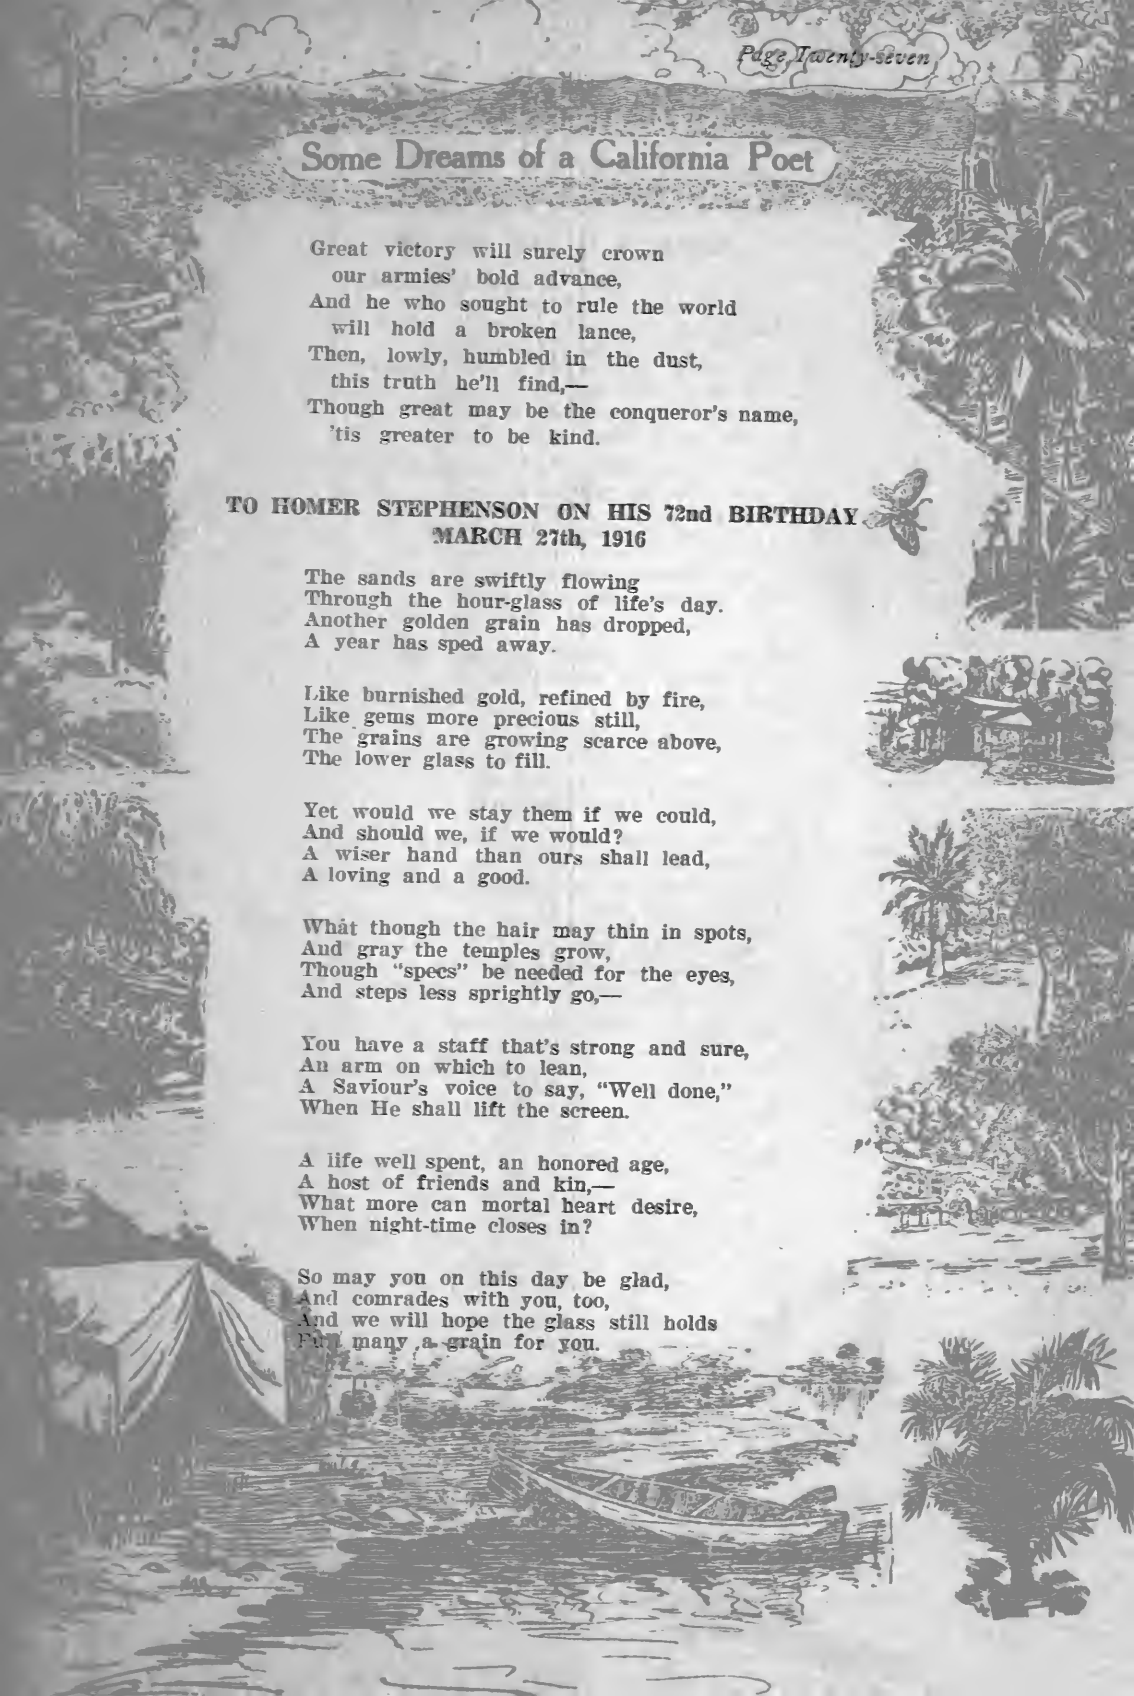 Page Twenty-seven
Some Dreams of a California Poet
Great victory will surely crown
our armies' bold advance,
And he who sought to rule the world
will hold a broken lance,
Then, lowly, humbled in the dust,
this truth he'll find,—
Though great may be the conqueror's name,
'tis greater to be kind.
TO HOMER STEPHENSON ON HIS 72nd BIRTHDAY
MARCH 27th, 1916
The sands are swiftly flowing
Through the hour-glass of life's day.
Another golden grain has dropped,
A year has sped away.
Like burnished gold, refined by fire,
Like gems more precious still,
The grains are growing scarce above,
The lower glass to fill.
Yet would we stay them if we could,
And should we, if we would?
A wiser hand than ours shall lead,
A loving and a good.
What though the hair may thin in spots,
And gray the temples grow,
Though "specs" be needed for the eyes,
And steps less sprightly go,—
You have a staff that's strong and sure,
An arm on which to lean,
A Saviour's voice to say, "Well done,"
When He shall lift the screen.
A life well spent, an honored age,
A host of friends and kin,—
What more can mortal heart desire,
When night-time closes in?
So may you on this day be glad,
And comrades with you, too,
And we will hope the glass still holds
Full many a grain for you.